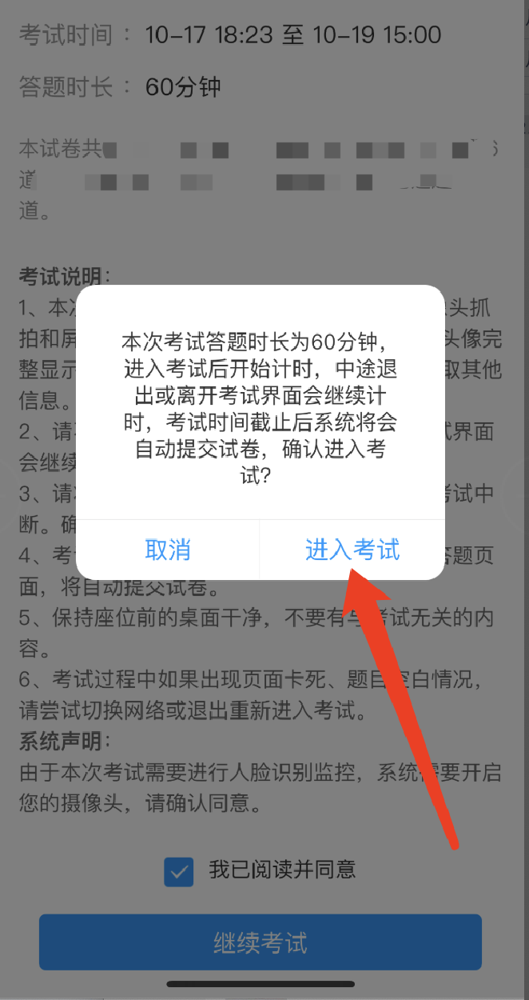 考试时间： 10-17 18:23 至 10-19 15:00
答题时长： 60分钟
本试卷共
道
道。
考试说明：
1、本 头抓
拍和屏 头像完
整显示 取其他
信息。
2、请 试界面
会继续
3、请 考试中
断。确
4、考 答题页
面，将自动提交试卷。
5、保持座位前的桌面干净，不要有与考试无关的内
容。
6、考试过程中如果出现页面卡死、题目空白情况，
请尝试切换网络或退出重新进入考试。
系统声明：
由于本次考试需要进行人脸识别监控，系统需要开启
您的摄像头，请确认同意。
本次考试答题时长为60分钟，
进入考试后开始计时，中途退
出或离开考试界面会继续计
时，考试时间截止后系统将会
自动提交试卷，确认进入考
试？
取消
进入考试
我已阅读并同意
继续考试